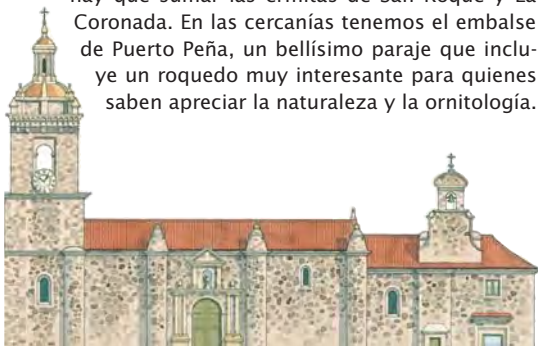 hay que sumar las ermitas de San Roque y La
Coronada. En las cercanías tenemos el embalse
de Puerto Peña, un bellísimo paraje que inclu-
ye un roquedo muy interesante para quienes
saben apreciar la naturaleza y la ornitología.